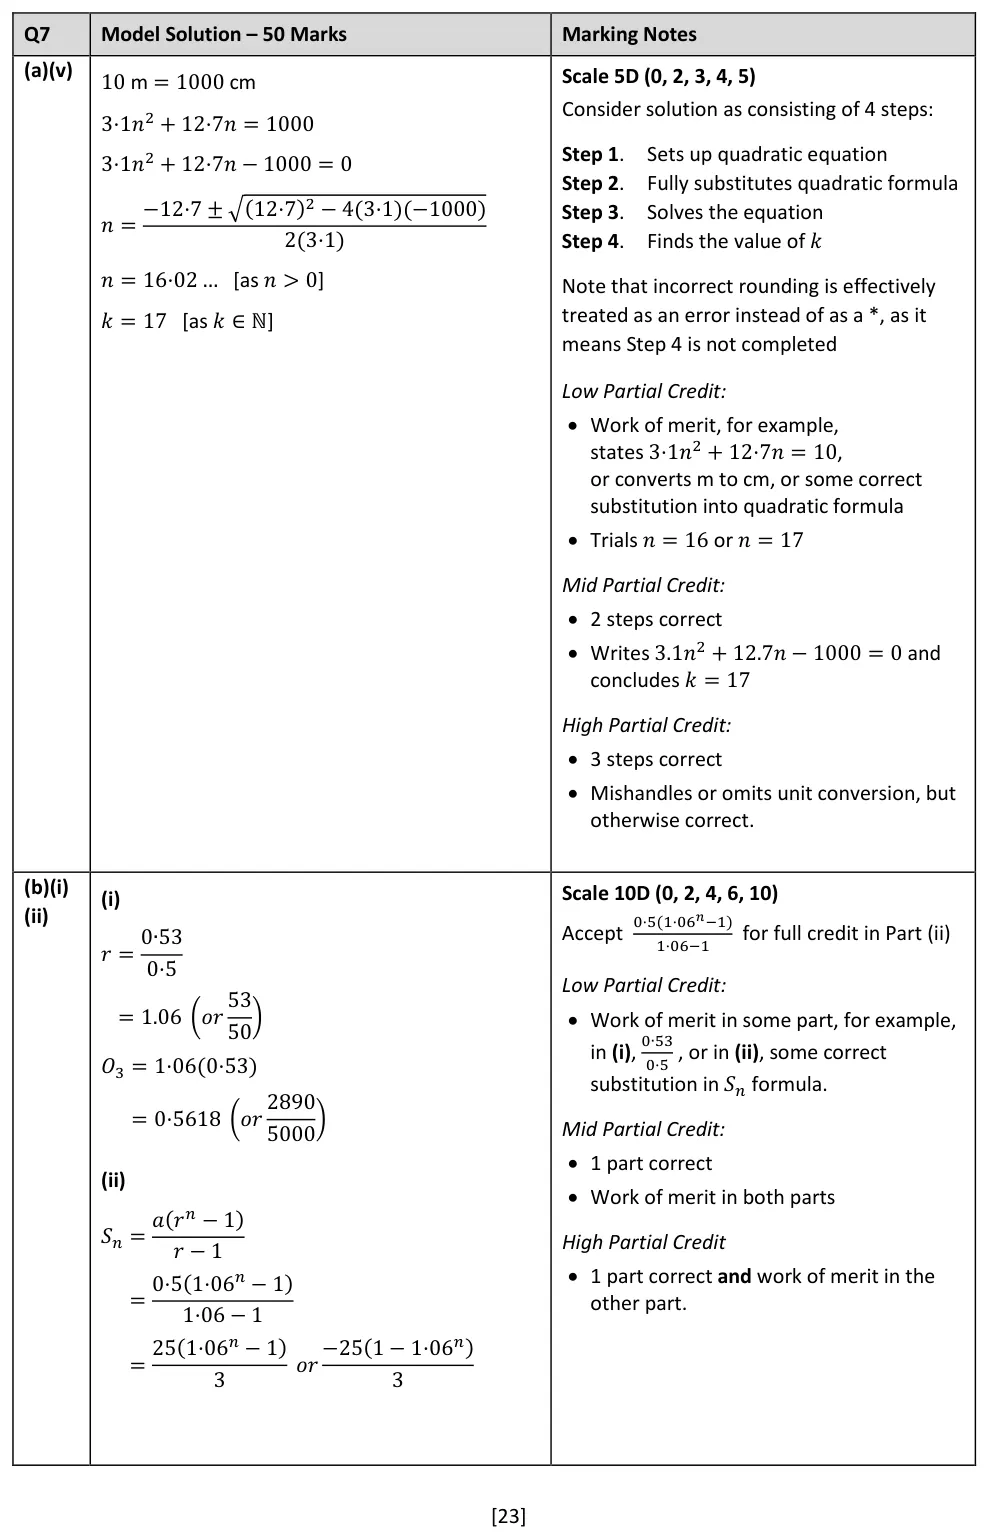 Q7 Model Solution – 50 Marks Marking Notes
(a)(v)
10 m = 1000 cm
3·1n² + 12·7n = 1000
3·1n² + 12·7n − 1000 = 0
n = (−12·7 ± √((12·7)² − 4(3·1)(−1000))) / (2(3·1))
n = 16·02 … [as n > 0]
k = 17 [as k ∈ ℕ]
Scale 5D (0, 2, 3, 4, 5)
Consider solution as consisting of 4 steps:
Step 1. Sets up quadratic equation
Step 2. Fully substitutes quadratic formula
Step 3. Solves the equation
Step 4. Finds the value of k
Note that incorrect rounding is effectively
treated as an error instead of as a *, as it
means Step 4 is not completed
Low Partial Credit:
• Work of merit, for example,
states 3·1n² + 12·7n = 10,
or converts m to cm, or some correct
substitution into quadratic formula
• Trials n = 16 or n = 17
Mid Partial Credit:
• 2 steps correct
• Writes 3.1n² + 12.7n − 1000 = 0 and
concludes k = 17
High Partial Credit:
• 3 steps correct
• Mishandles or omits unit conversion, but
otherwise correct.
(b)(i)
(ii)
(i)
r = 0·53/0·5
= 1.06 (or 53/50)
O₃ = 1·06(0·53)
= 0·5618 (or 2890/5000)
(ii)
Sₙ = a(rⁿ − 1)/(r − 1)
= 0·5(1·06ⁿ − 1)/(1·06 − 1)
= 25(1·06ⁿ − 1)/3 or −25(1 − 1·06ⁿ)/3
Scale 10D (0, 2, 4, 6, 10)
Accept 0·5(1·06ⁿ−1)/(1·06−1) for full credit in Part (ii)
Low Partial Credit:
• Work of merit in some part, for example,
in (i), 0·53/0·5 , or in (ii), some correct
substitution in Sₙ formula.
Mid Partial Credit:
• 1 part correct
• Work of merit in both parts
High Partial Credit
• 1 part correct and work of merit in the
other part.
[23]